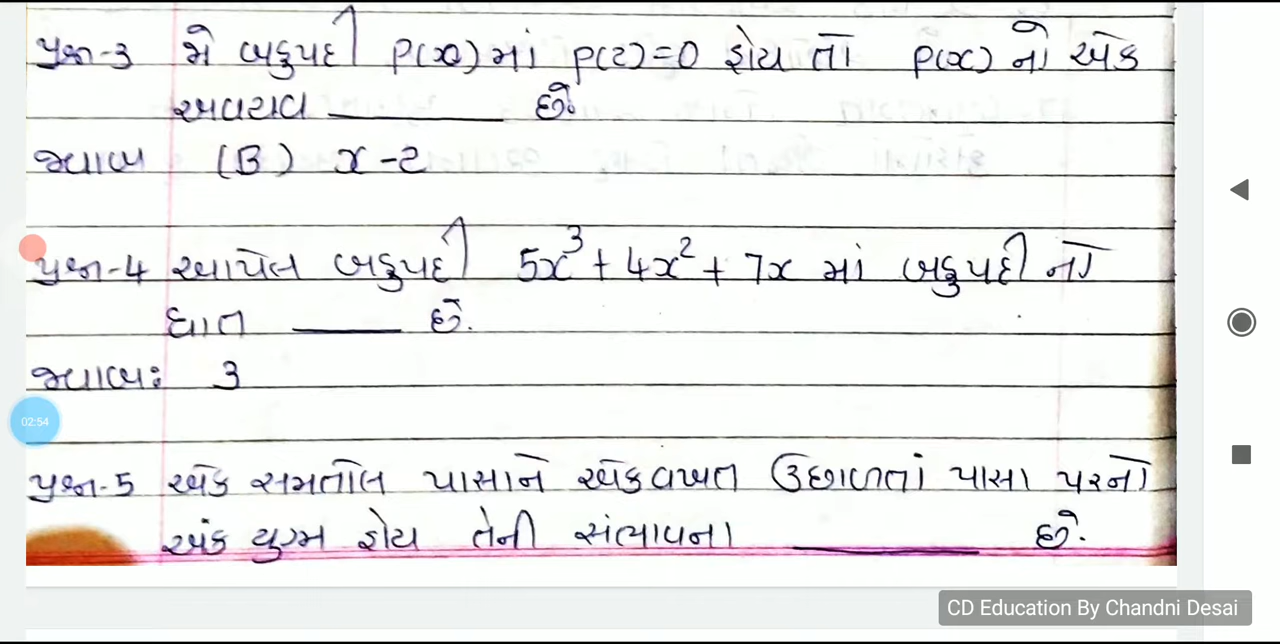 પ્રશ્ન-3 જો બહુપદી P(x)માં P(2)=0 હોય તો P(x) નો એક
અવયવ ______ છે.
જવાબ (B) x-2
પ્રશ્ન-4 આપેલ બહુપદી 5x³ + 4x² + 7x માં બહુપદી નો
ઘાત ____ છે.
જવાબઃ 3
02:54
પ્રશ્ન-5 એક સમતોલ પાસાને એકવખત ઉછાળતાં પાસા પરનો
અંક યુગ્મ હોય તેની સંભાવના ________ છે.
CD Education By Chandni Desai